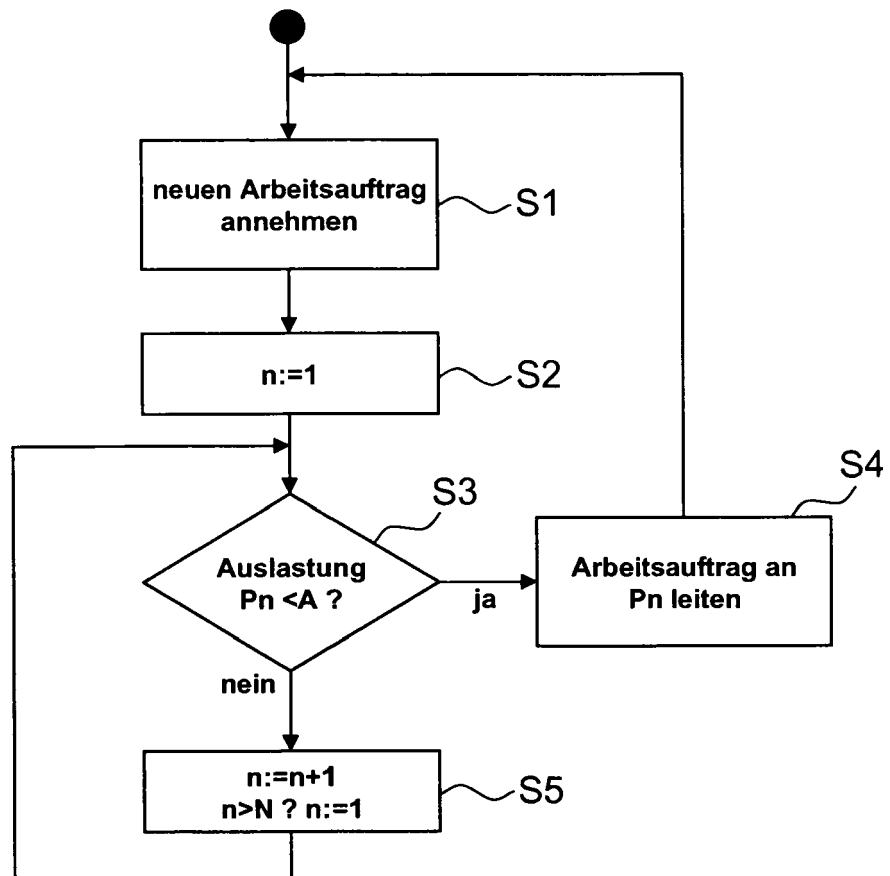 neuen Arbeitsauftrag
annehmen
S1
n:=1
S2
S3
Auslastung
Pn <A ?
ja
S4
Arbeitsauftrag an
Pn leiten
nein
n:=n+1
n>N ? n:=1
S5